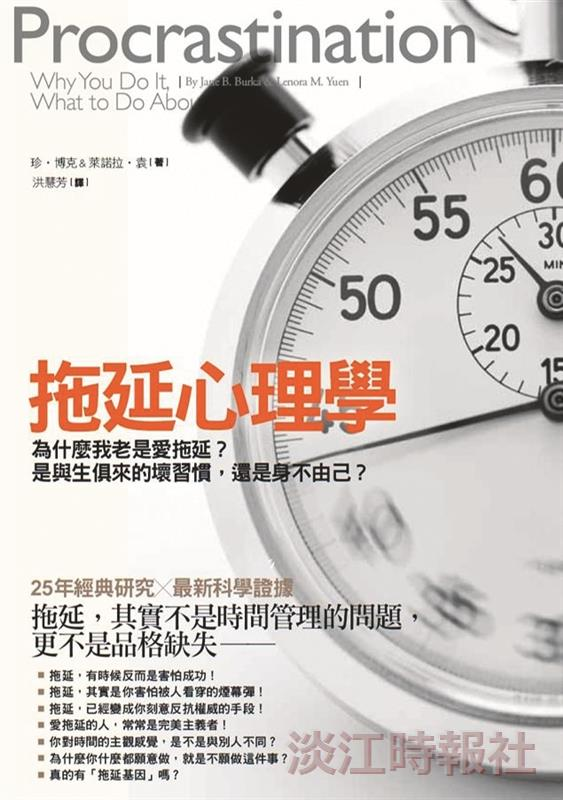 Procrastination
Why You Do It, | By Jane B. Burka & Lenora M. Yuen |
What to Do Abou
珍・博克 & 萊諾拉・袁【著】
洪慧芳【譯】
60
55
50
30
MIN
25
20
15
拖延心理學
為什麼我老是愛拖延？
是與生俱來的壞習慣，還是身不由己？
25年經典研究×最新科學證據
拖延，其實不是時間管理的問題，
更不是品格缺失——
■ 拖延，有時候反而是害怕成功！
■ 拖延，其實是你害怕被人看穿的煙幕彈！
■ 拖延，已經變成你刻意反抗權威的手段！
■ 愛拖延的人，常常是完美主義者！
■ 你對時間的主觀感覺，是不是與別人不同？
■ 為什麼你什麼都願意做，就是不願做這件事？
■ 真的有「拖延基因」嗎？
淡江時報社